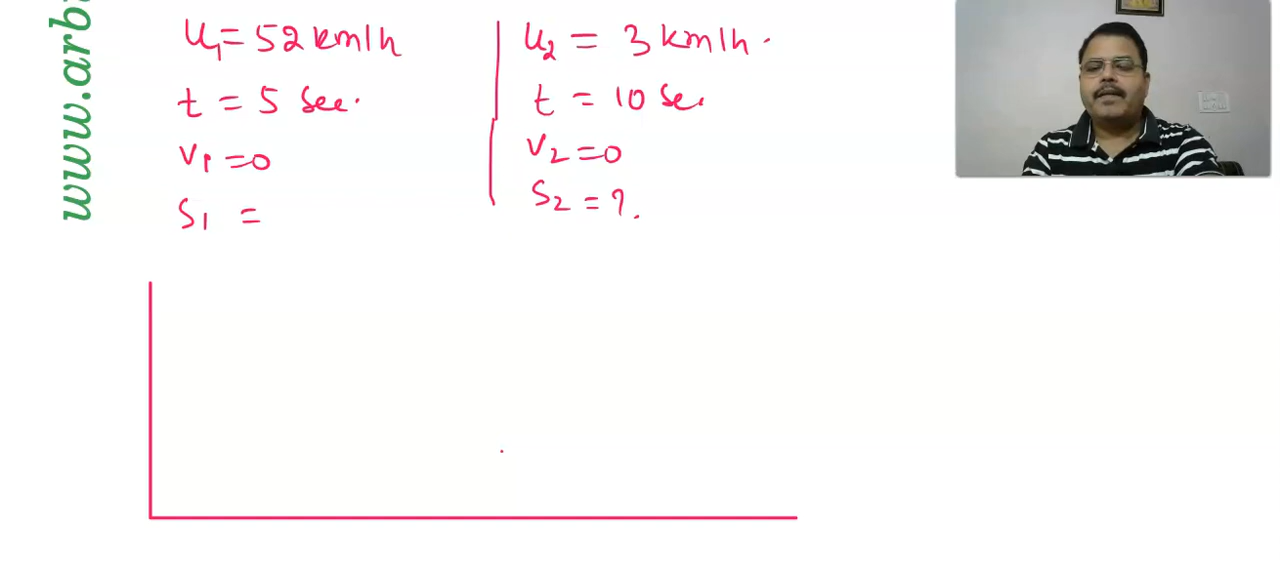 www.arb
u₁ = 52 km/h
t = 5 sec.
v₁ = 0
S₁ =
u₂ = 3 km/h.
t = 10 sec
v₂ = 0
S₂ = ?.